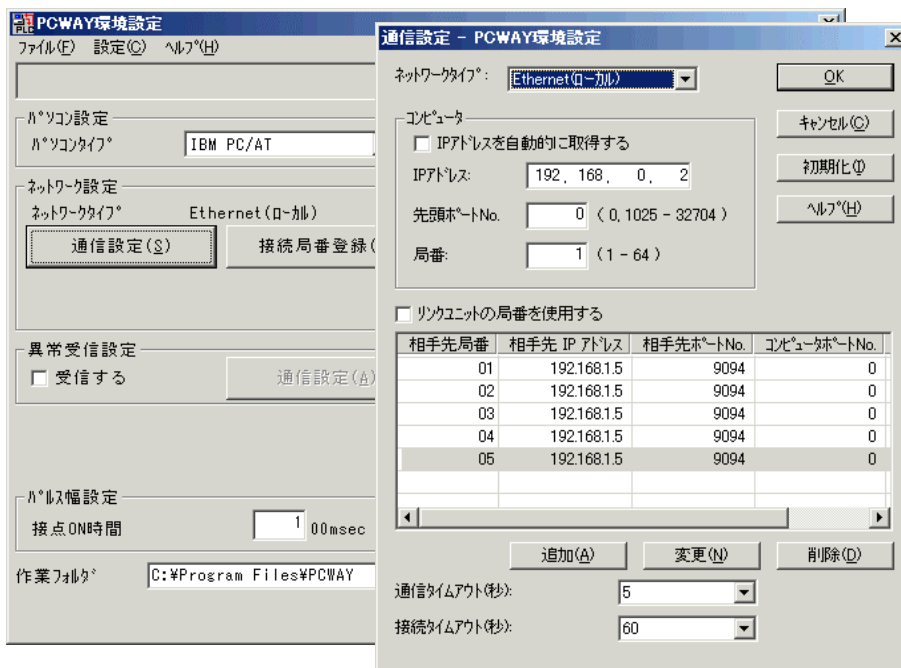 PCWAY環境設定
ファイル(F) 設定(C) ヘルプ(H)
パソコン設定
パソコンタイプ IBM PC/AT
ネットワーク設定
ネットワークタイプ Ethernet(ローカル)
通信設定(S) 接続局番登録(
異常受信設定
受信する 通信設定(A)
パルス幅設定
接点ON時間 1 00msec
作業フォルダ C:¥Program Files¥PCWAY
通信設定 - PCWAY環境設定
ネットワークタイプ: Ethernet(ローカル) OK
キャンセル(C)
初期化(I)
ヘルプ(H)
コンピュータ
IPアドレスを自動的に取得する
IPアドレス: 192. 168. 0. 2
先頭ポートNo. 0 (0,1025 - 32704)
局番: 1 (1 - 64)
リンクユニットの局番を使用する
相手先局番 相手先 IP アドレス 相手先ポートNo. コンピュータポートNo.
01 192.168.1.5 9094 0
02 192.168.1.5 9094 0
03 192.168.1.5 9094 0
04 192.168.1.5 9094 0
05 192.168.1.5 9094 0
追加(A) 変更(N) 削除(D)
通信タイムアウト(秒): 5
接続タイムアウト(秒): 60